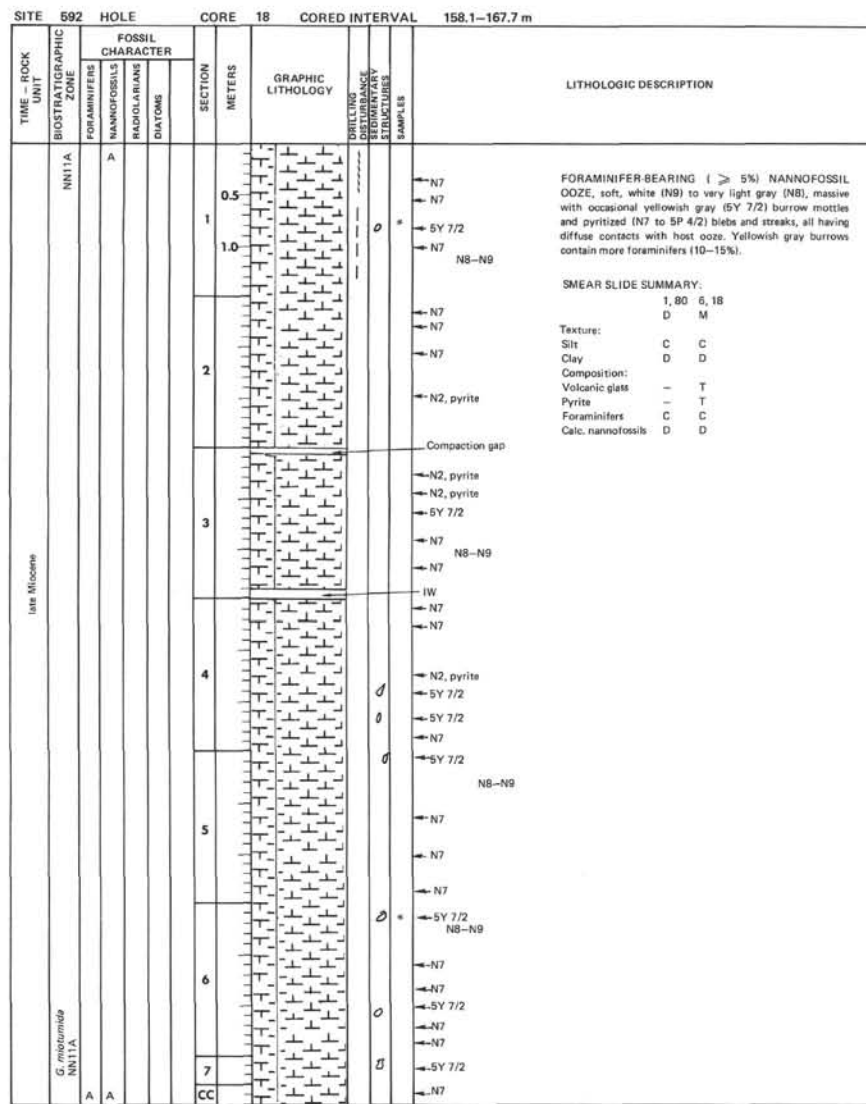 SITE 592 HOLE CORE 18 CORED INTERVAL 158.1–167.7 m
TIME – ROCK UNIT
BIOSTRATIGRAPHIC ZONE
FOSSIL CHARACTER
FORAMINIFERS
NANNOFOSSILS
RADIOLARIANS
DIATOMS
SECTION
METERS
GRAPHIC LITHOLOGY
DRILLING DISTURBANCE
SEDIMENTARY STRUCTURES
SAMPLES
LITHOLOGIC DESCRIPTION
late Miocene
NN11A
A
G. miotumida
NN11A
A A
1
0.5
1.0
2
3
4
5
6
7
CC
N7
N7
5Y 7/2
*
N7
N8–N9
N7
N7
N7
N2, pyrite
Compaction gap
N2, pyrite
N2, pyrite
5Y 7/2
N7
N8–N9
N7
IW
N7
N7
N2, pyrite
5Y 7/2
5Y 7/2
N7
5Y 7/2
N8–N9
N7
N7
N7
*
5Y 7/2
N8–N9
N7
N7
5Y 7/2
N7
N7
5Y 7/2
N7
FORAMINIFER-BEARING ( ⩾ 5%) NANNOFOSSIL
OOZE, soft, white (N9) to very light gray (N8), massive
with occasional yellowish gray (5Y 7/2) burrow mottles
and pyritized (N7 to 5P 4/2) blebs and streaks, all having
diffuse contacts with host ooze. Yellowish gray burrows
contain more foraminifers (10–15%).
SMEAR SLIDE SUMMARY:
1, 80 6, 18
D M
Texture:
Silt C C
Clay D D
Composition:
Volcanic glass – T
Pyrite – T
Foraminifers C C
Calc. nannofossils D D